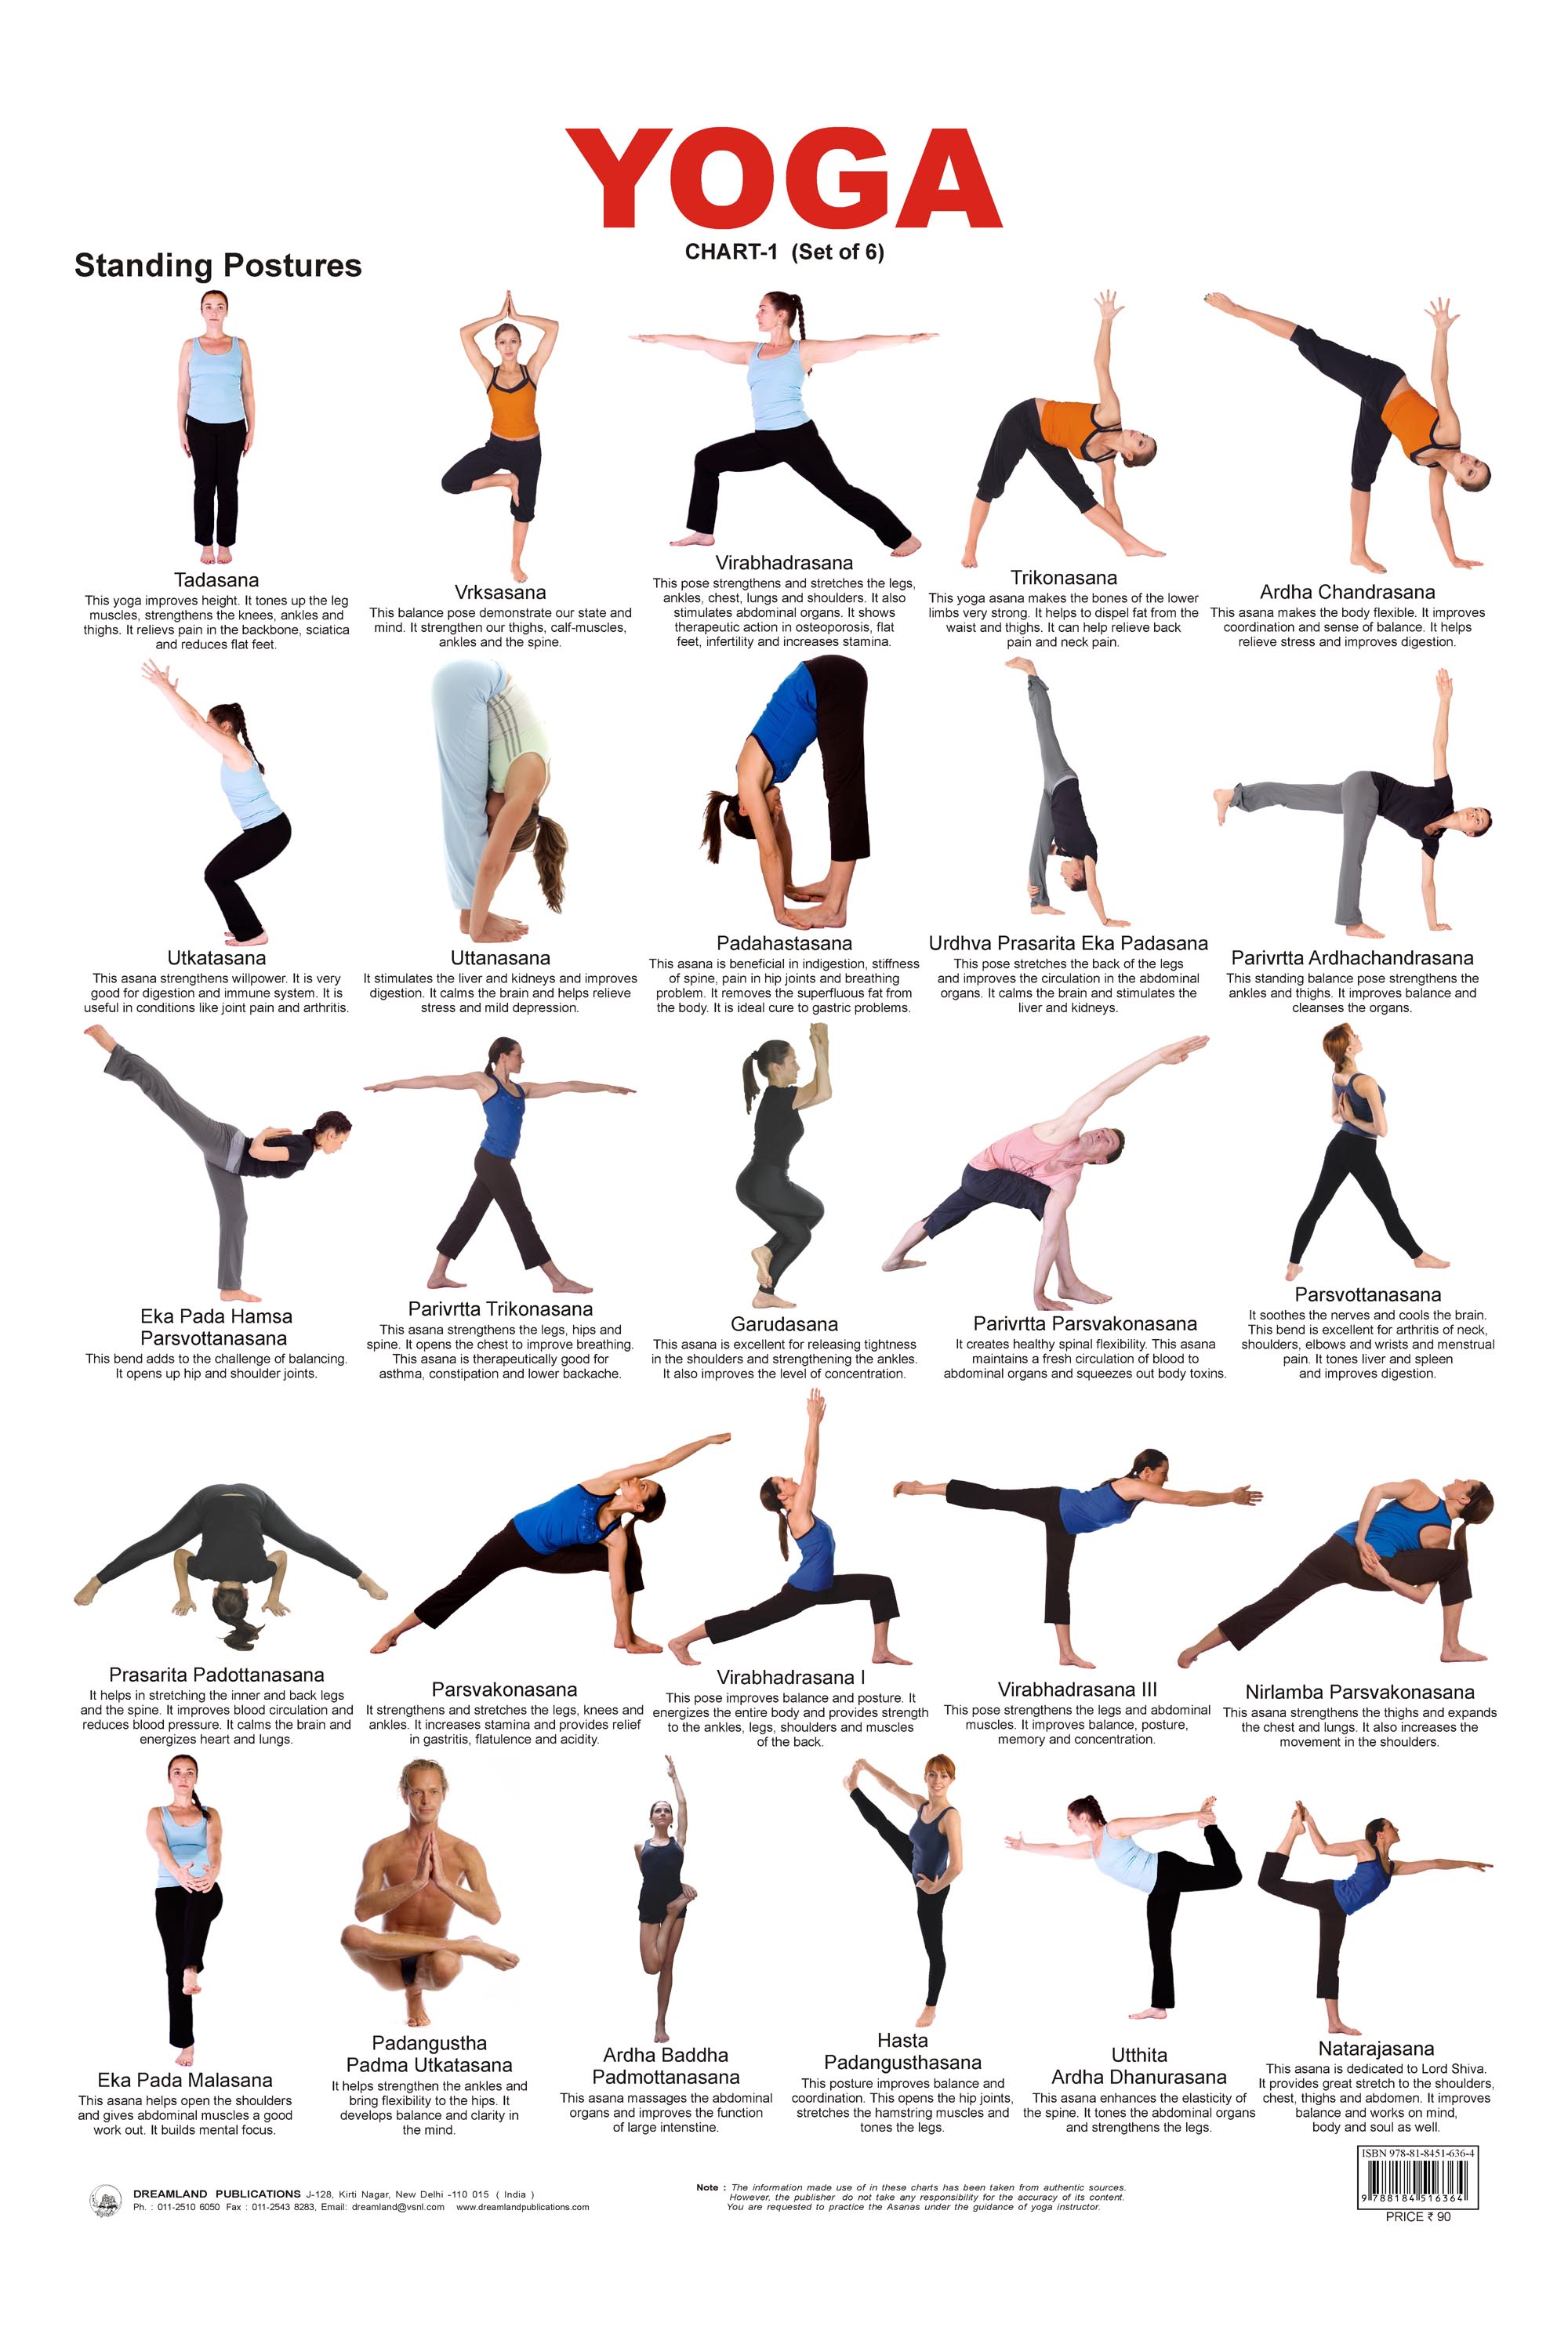 YOGA
CHART-1 (Set of 6)
Standing Postures
Tadasana
This yoga improves height. It tones up the leg
muscles, strengthens the knees, ankles and
thighs. It relievs pain in the backbone, sciatica
and reduces flat feet.
Vrksasana
This balance pose demonstrate our state and
mind. It strengthen our thighs, calf-muscles,
ankles and the spine.
Virabhadrasana
This pose strengthens and stretches the legs,
ankles, chest, lungs and shoulders. It also
stimulates abdominal organs. It shows
therapeutic action in osteoporosis, flat
feet, infertility and increases stamina.
Trikonasana
This yoga asana makes the bones of the lower
limbs very strong. It helps to dispel fat from the
waist and thighs. It can help relieve back
pain and neck pain.
Ardha Chandrasana
This asana makes the body flexible. It improves
coordination and sense of balance. It helps
relieve stress and improves digestion.
Utkatasana
This asana strengthens willpower. It is very
good for digestion and immune system. It is
useful in conditions like joint pain and arthritis.
Uttanasana
It stimulates the liver and kidneys and improves
digestion. It calms the brain and helps relieve
stress and mild depression.
Padahastasana
This asana is beneficial in indigestion, stiffness
of spine, pain in hip joints and breathing
problem. It removes the superfluous fat from
the body. It is ideal cure to gastric problems.
Urdhva Prasarita Eka Padasana
This pose stretches the back of the legs
and improves the circulation in the abdominal
organs. It calms the brain and stimulates the
liver and kidneys.
Parivrtta Ardhachandrasana
This standing balance pose strengthens the
ankles and thighs. It improves balance and
cleanses the organs.
Eka Pada Hamsa
Parsvottanasana
This bend adds to the challenge of balancing.
It opens up hip and shoulder joints.
Parivrtta Trikonasana
This asana strengthens the legs, hips and
spine. It opens the chest to improve breathing.
This asana is therapeutically good for
asthma, constipation and lower backache.
Garudasana
This asana is excellent for releasing tightness
in the shoulders and strengthening the ankles.
It also improves the level of concentration.
Parivrtta Parsvakonasana
It creates healthy spinal flexibility. This asana
maintains a fresh circulation of blood to
abdominal organs and squeezes out body toxins.
Parsvottanasana
It soothes the nerves and cools the brain.
This bend is excellent for arthritis of neck,
shoulders, elbows and wrists and menstrual
pain. It tones liver and spleen
and improves digestion.
Prasarita Padottanasana
It helps in stretching the inner and back legs
and the spine. It improves blood circulation and
reduces blood pressure. It calms the brain and
energizes heart and lungs.
Parsvakonasana
It strengthens and stretches the legs, knees and
ankles. It increases stamina and provides relief
in gastritis, flatulence and acidity.
Virabhadrasana I
This pose improves balance and posture. It
energizes the entire body and provides strength
to the ankles, legs, shoulders and muscles
of the back.
Virabhadrasana III
This pose strengthens the legs and abdominal
muscles. It improves balance, posture,
memory and concentration.
Nirlamba Parsvakonasana
This asana strengthens the thighs and expands
the chest and lungs. It also increases the
movement in the shoulders.
Eka Pada Malasana
This asana helps open the shoulders
and gives abdominal muscles a good
work out. It builds mental focus.
Padangustha
Padma Utkatasana
It helps strengthen the ankles and
bring flexibility to the hips. It
develops balance and clarity in
the mind.
Ardha Baddha
Padmottanasana
This asana massages the abdominal
organs and improves the function
of large intenstine.
Hasta
Padangusthasana
This posture improves balance and
coordination. This opens the hip joints,
stretches the hamstring muscles and
tones the legs.
Utthita
Ardha Dhanurasana
This asana enhances the elasticity of
the spine. It tones the abdominal organs
and strengthens the legs.
Natarajasana
This asana is dedicated to Lord Shiva.
It provides great stretch to the shoulders,
chest, thighs and abdomen. It improves
balance and works on mind,
body and soul as well.
DREAMLAND PUBLICATIONS J-128, Kirti Nagar, New Delhi -110 015 ( India )
Ph. : 011-2510 6050 Fax : 011-2543 8283, Email: dreamland@vsnl.com www.dreamlandpublications.com
Note : The information made use of in these charts has been taken from authentic sources.
However, the publisher do not take any responsibility for the accuracy of its content.
You are requested to practice the Asanas under the guidance of yoga instructor.
ISBN 978-81-8451-636-4
9 788184 516364
PRICE ₹ 90